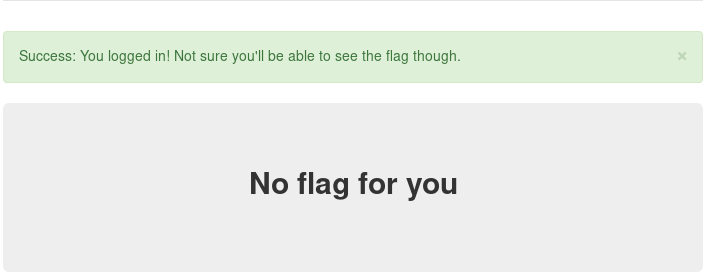 Success: You logged in! Not sure you'll be able to see the flag though. ×
No flag for you